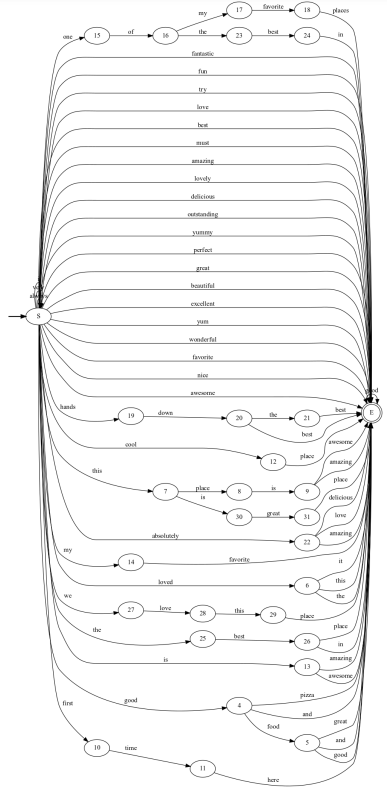 my 17 favorite 18 places
one 15 of 16 the 23 best 24 in
fantastic
fun
try
love
best
must
amazing
lovely
delicious
outstanding
yummy
perfect
great
beautiful
excellent
S
yum
wonderful
favorite
nice
awesome
E
hands 19 down 20 the 21 best
best
cool 12 place awesome
this 7 place 8 is 9 amazing
is 30 great 31 place
delicious
absolutely 22 love
amazing
my 14 favorite
loved 6 it
this
the
we 27 love 28 this 29 place
the 25 best 26 place
in
is 13 amazing
awesome
good 4 pizza
and
first food 5 great
and
good
10 time 11 here